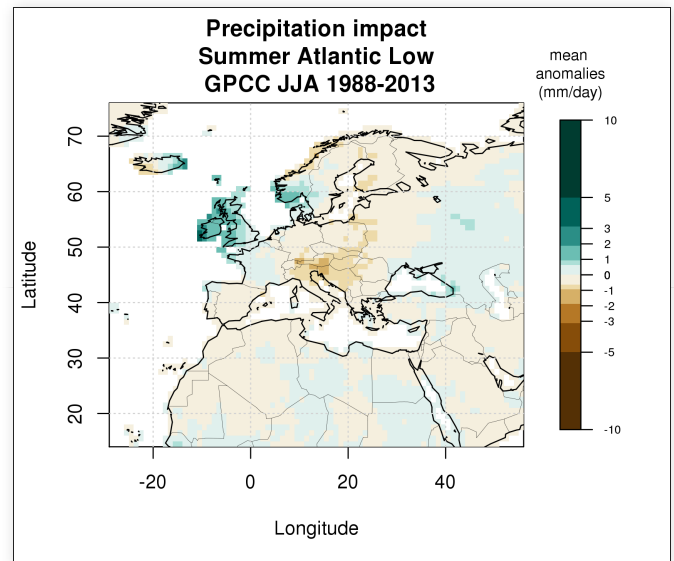 Precipitation impact
Summer Atlantic Low
GPCC JJA 1988-2013
mean
anomalies
(mm/day)
10
5
3
2
1
0
-1
-2
-3
-5
-10
Latitude
70
60
50
40
30
20
-20
0
20
40
Longitude